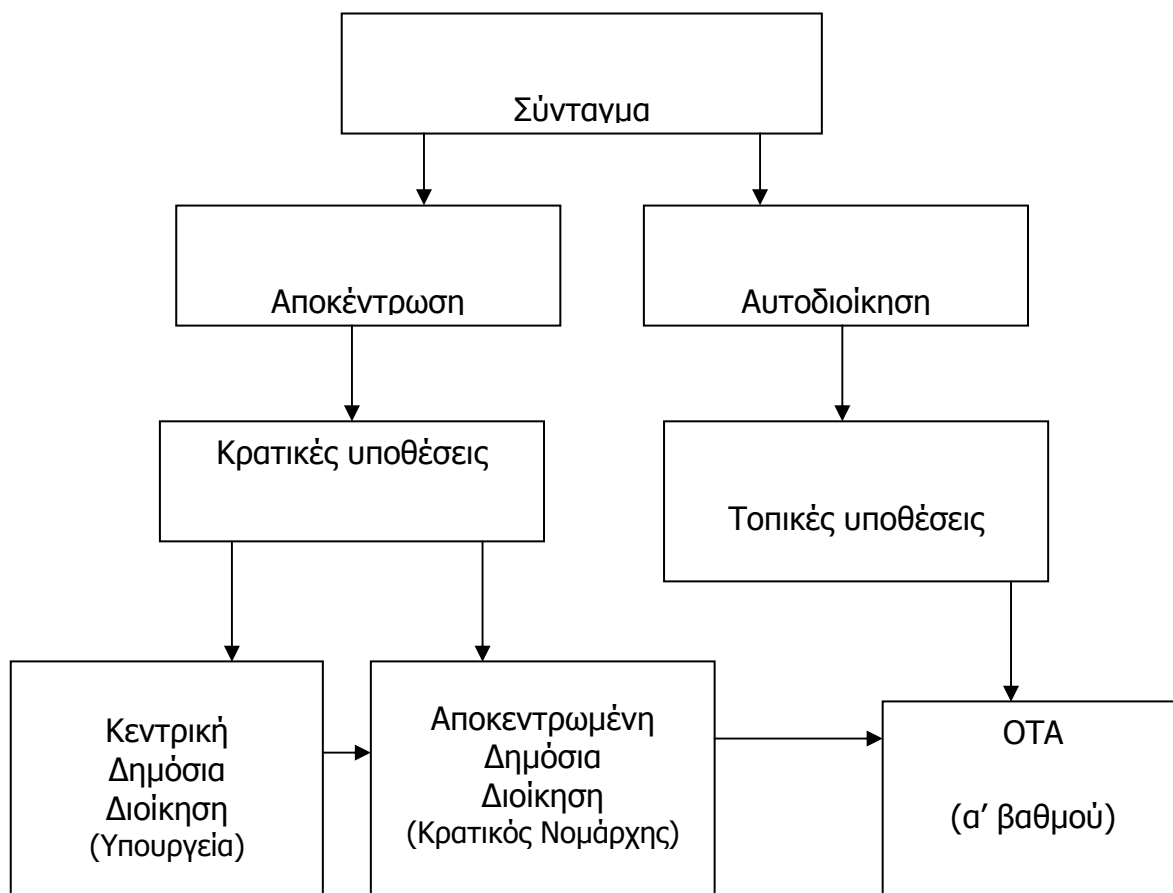 Σύνταγμα
Αποκέντρωση
Αυτοδιοίκηση
Κρατικές υποθέσεις
Τοπικές υποθέσεις
Κεντρική
Δημόσια
Διοίκηση
(Υπουργεία)
Αποκεντρωμένη
Δημόσια
Διοίκηση
(Κρατικός Νομάρχης)
ΟΤΑ
(α’ βαθμού)